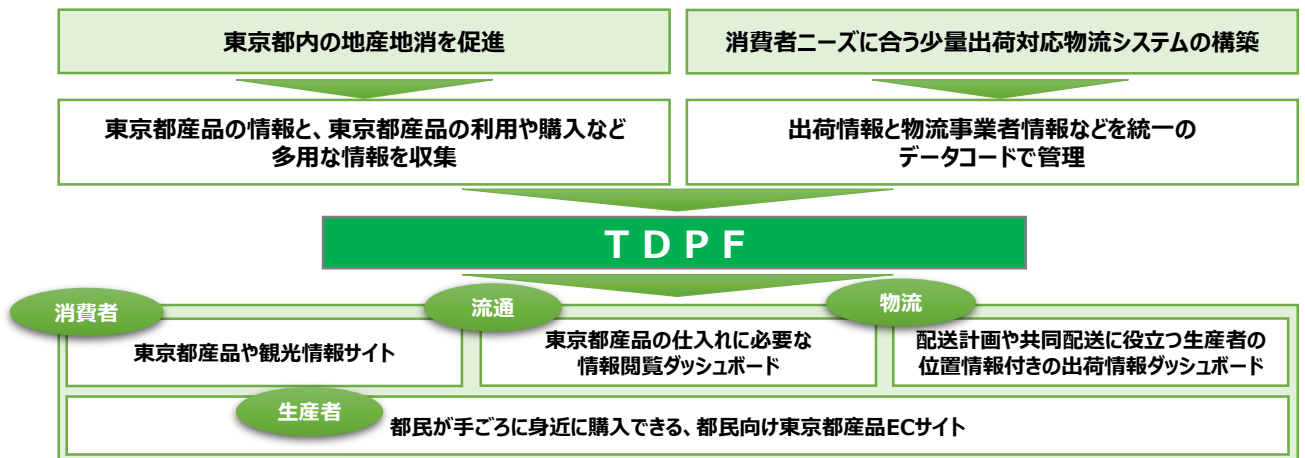 東京都内の地産地消を促進
消費者ニーズに合う少量出荷対応物流システムの構築
東京都産品の情報と、東京都産品の利用や購入など
多用な情報を収集
出荷情報と物流事業者情報などを統一の
データコードで管理
TDPF
消費者
東京都産品や観光情報サイト
流通
東京都産品の仕入れに必要な
情報閲覧ダッシュボード
物流
配送計画や共同配送に役立つ生産者の
位置情報付きの出荷情報ダッシュボード
生産者
都民が手ごろに身近に購入できる、都民向け東京都産品ECサイト